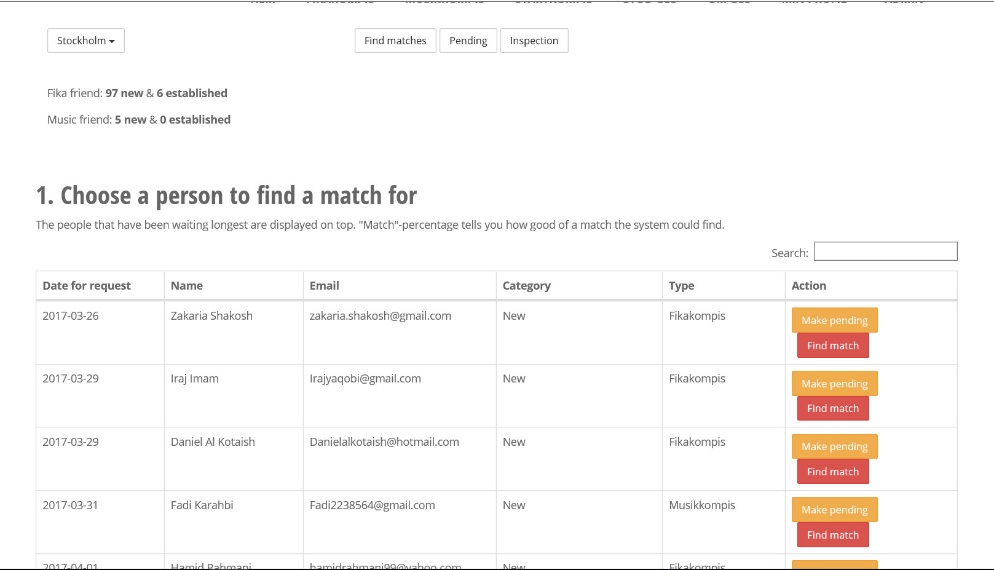 Stockholm
Find matches Pending Inspection
Fika friend: 97 new & 6 established
Music friend: 5 new & 0 established
1. Choose a person to find a match for
The people that have been waiting longest are displayed on top. "Match"-percentage tells you how good of a match the system could find.
Search:
Date for request Name Email Category Type Action
2017-03-26 Zakaria Shakosh zakaria.shakosh@gmail.com New Fikakompis Make pending
Find match
2017-03-29 Iraj Imam Irajyaqobi@gmail.com New Fikakompis Make pending
Find match
2017-03-29 Daniel Al Kotaish Danielalkotaish@hotmail.com New Fikakompis Make pending
Find match
2017-03-31 Fadi Karahbi Fadi2238564@gmail.com New Musikkompis Make pending
Find match
2017-04-01 Hamid Rahmani hamidrahmani99@yahoo.com New Fikakompis